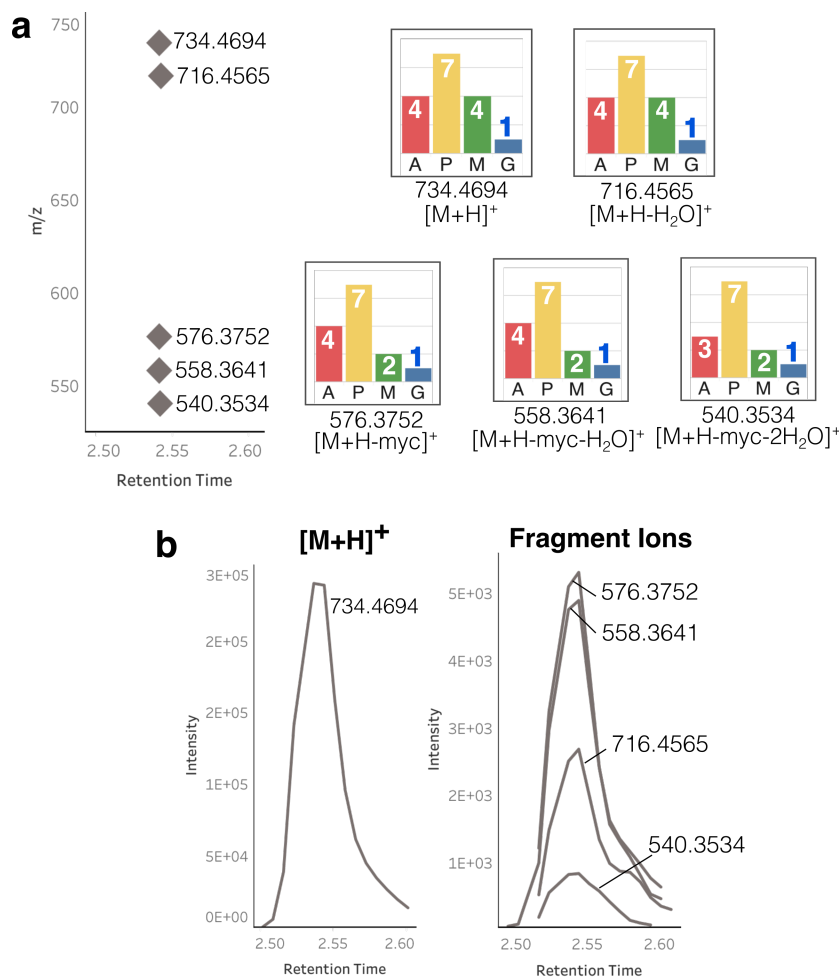 a
750
700
650
600
550
m/z
734.4694
716.4565
576.3752
558.3641
540.3534
2.50 2.55 2.60
Retention Time
4 7 4 1
A P M G
734.4694
[M+H]⁺
4 7 4 1
A P M G
716.4565
[M+H-H₂O]⁺
4 7 2 1
A P M G
576.3752
[M+H-myc]⁺
4 7 2 1
A P M G
558.3641
[M+H-myc-H₂O]⁺
3 7 2 1
A P M G
540.3534
[M+H-myc-2H₂O]⁺
b
[M+H]⁺
3E+05
2E+05
2E+05
1E+05
5E+04
0E+00
Intensity
734.4694
2.50 2.55 2.60
Retention Time
Fragment Ions
5E+03
4E+03
3E+03
2E+03
1E+03
Intensity
576.3752
558.3641
716.4565
540.3534
2.50 2.55 2.60
Retention Time